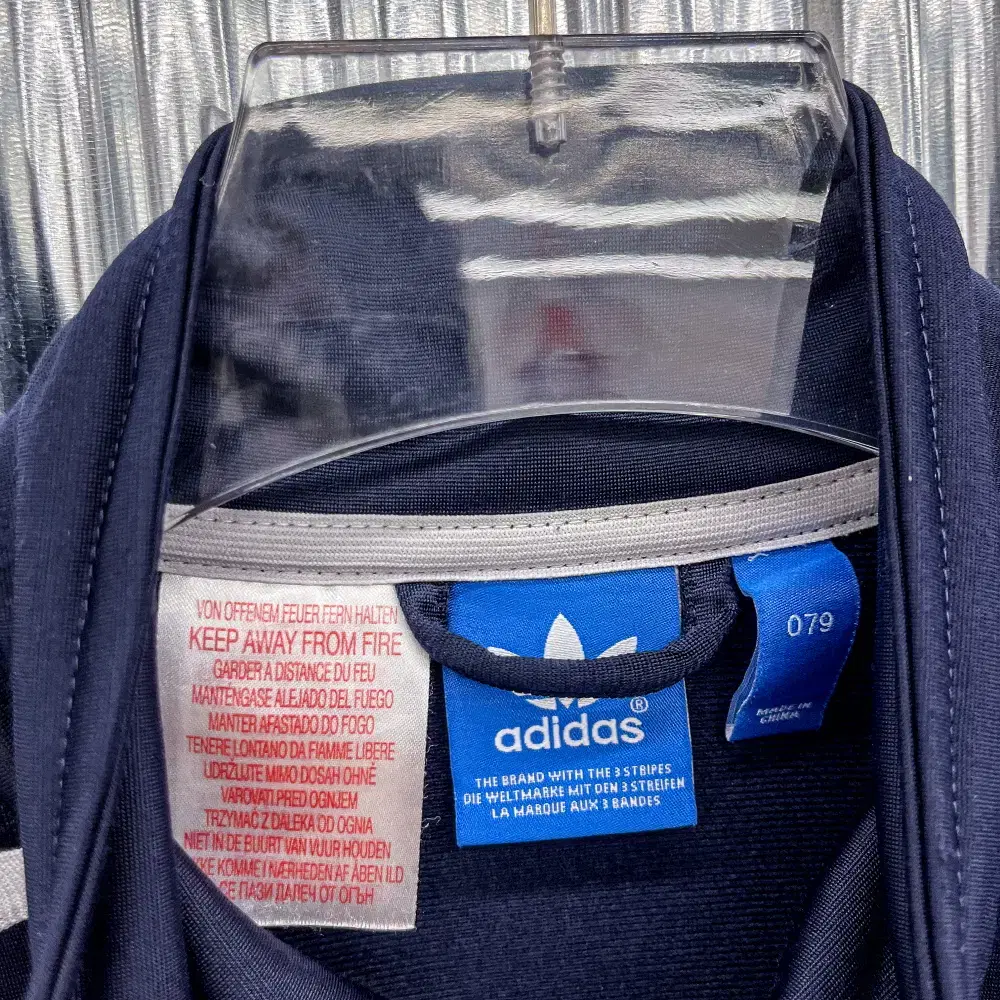 VON OFFENEM FEUER FERN HALTEN
KEEP AWAY FROM FIRE
GARDER A DISTANCE DU FEU
MANTÉNGASE ALEJADO DEL FUEGO
MANTER AFASTADO DO FOGO
TENERE LONTANO DA FIAMME LIBERE
UDRŽUJTE MIMO DOSAH OHNĚ
VAROVATI PRED OGNJEM
TRZYMAĆ Z DALEKA OD OGNIA
NIET IN DE BUURT VAN VUUR HOUDEN
KOMME I NÆRHEDEN AF ÅBEN ILD
СЕ ПАЗИ ДАЛЕЧ ОТ ОГЪН
adidas®
THE BRAND WITH THE 3 STRIPES
DIE WELTMARKE MIT DEN 3 STREIFEN
LA MARQUE AUX 3 BANDES
079
MADE IN
CHINA